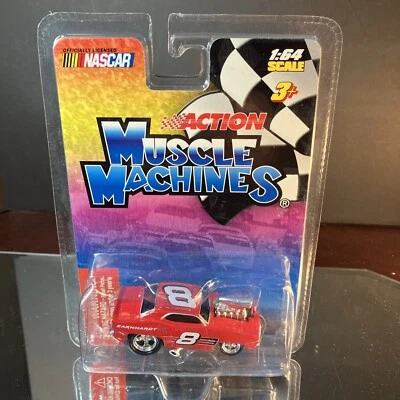 OFFICIALLY LICENSED
NASCAR
1:64
SCALE
3+
ACTION
MUSCLE
MACHINES®
8
EARNHARDT
8